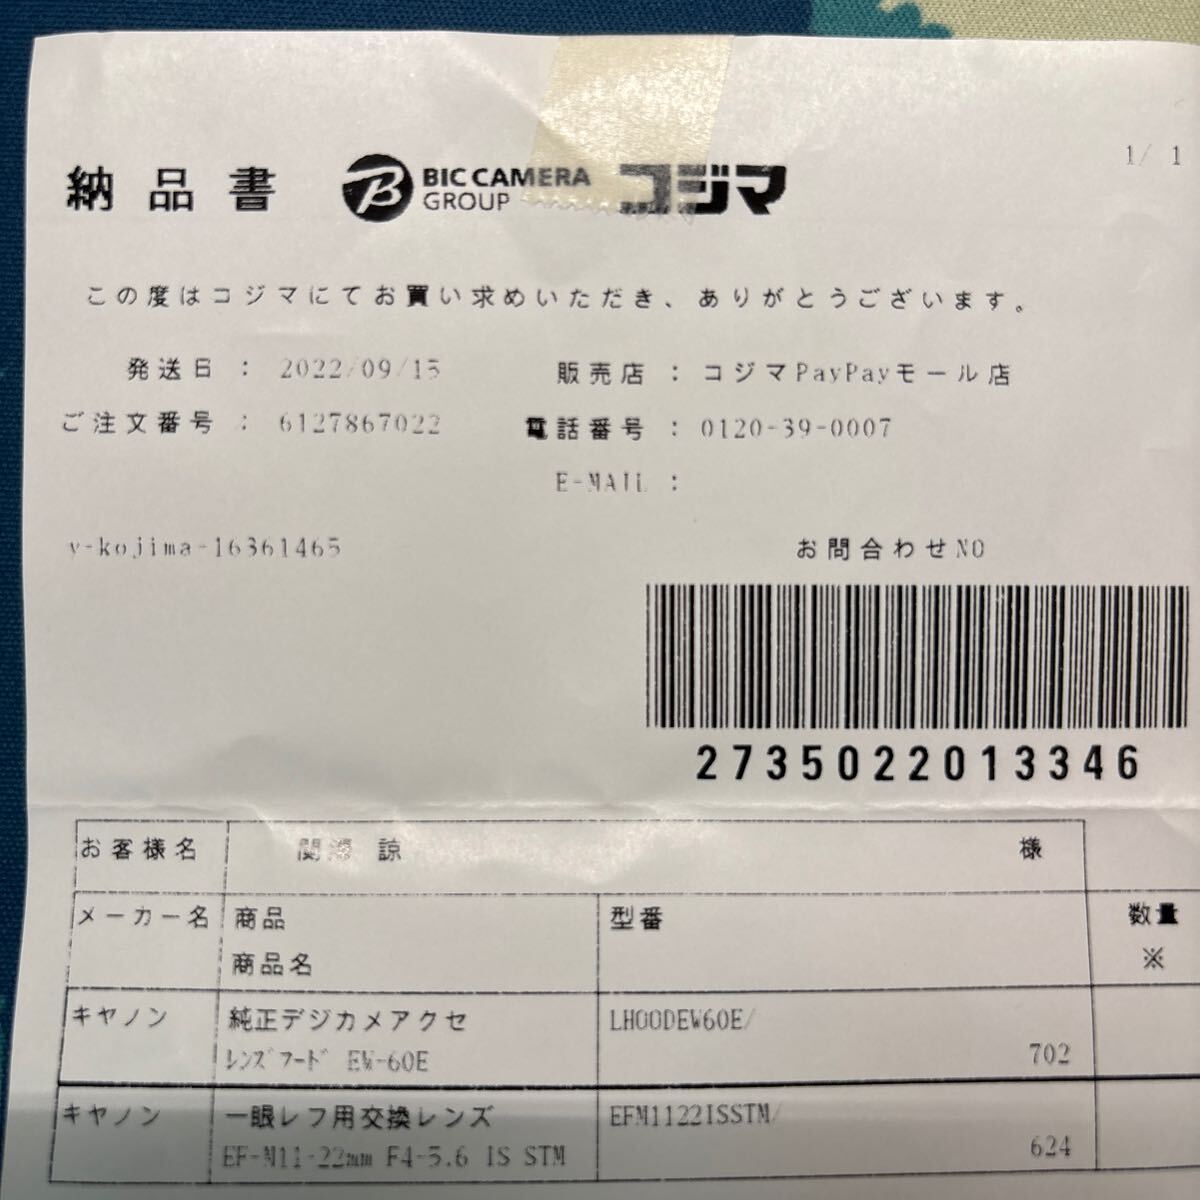 1/ 1
納品書 BIC CAMERA GROUP コジマ
この度はコジマにてお買い求めいただき、ありがとうございます。
発送日 : 2022/09/15 販売店 : コジマPayPayモール店
ご注文番号 : 6127867022 電話番号 : 0120-39-0007
E-MAIL :
y-kojima-16361465 お問合わせNO
2735022013346
お客様名 関 諒 様
メーカー名 商品 型番 数量
商品名 ※
キヤノン 純正デジカメアクセ LHOODEW60E/
ﾚﾝｽﾞﾌｰﾄﾞ EW-60E 702
キヤノン 一眼レフ用交換レンズ EFM1122ISSTM/
EF-M11-22mm F4-5.6 IS STM 624